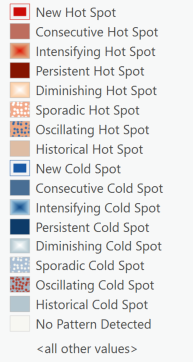 New Hot Spot
Consecutive Hot Spot
Intensifying Hot Spot
Persistent Hot Spot
Diminishing Hot Spot
Sporadic Hot Spot
Oscillating Hot Spot
Historical Hot Spot
New Cold Spot
Consecutive Cold Spot
Intensifying Cold Spot
Persistent Cold Spot
Diminishing Cold Spot
Sporadic Cold Spot
Oscillating Cold Spot
Historical Cold Spot
No Pattern Detected
<all other values>